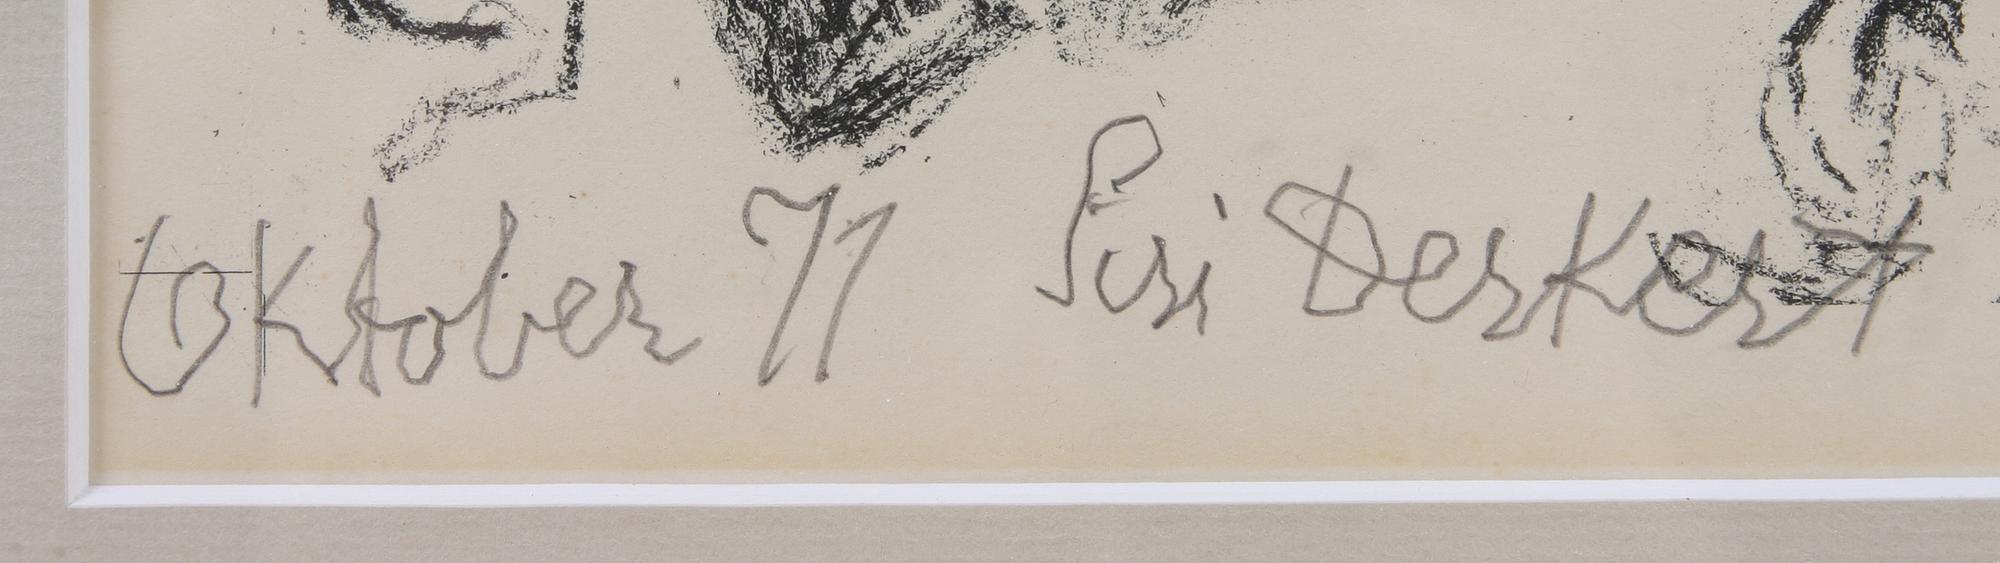 Oktober 71 Siri Derkert